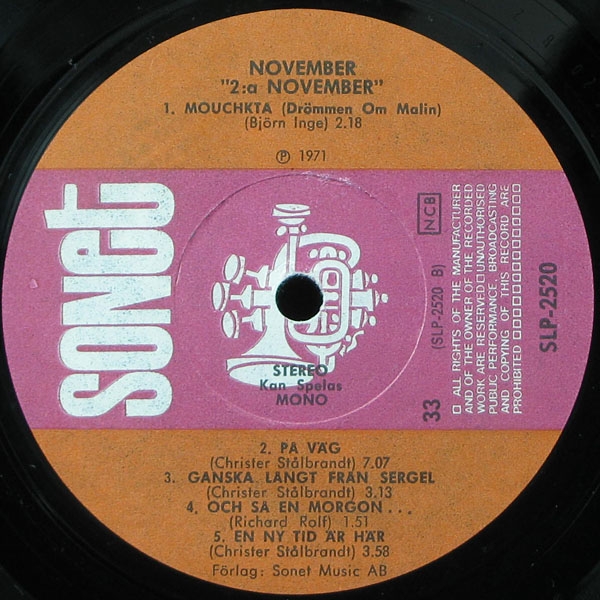 NOVEMBER
"2:a NOVEMBER"
1. MOUCHKTA (Drömmen Om Malin)
(Björn Inge) 2.18
℗ 1971
sonet
NCB
STEREO
Kan Spelas
MONO
33
(SLP-2520 B)
SLP-2520
□ ALL RIGHTS OF THE MANUFACTURER
AND OF THE OWNER OF THE RECORDED
WORK ARE RESERVED □ UNAUTHORISED
PUBLIC PERFORMANCE, BROADCASTING
AND COPYING OF THIS RECORD ARE
PROHIBITED □□□□□□□□□□□□□□
2. PÅ VÄG
(Christer Stålbrandt) 7.07
3. GANSKA LÅNGT FRÅN SERGEL
(Christer Stålbrandt) 3.13
4. OCH SÅ EN MORGON...
(Richard Rolf) 1.51
5. EN NY TID ÄR HÄR
(Christer Stålbrandt) 3.58
Förlag: Sonet Music AB